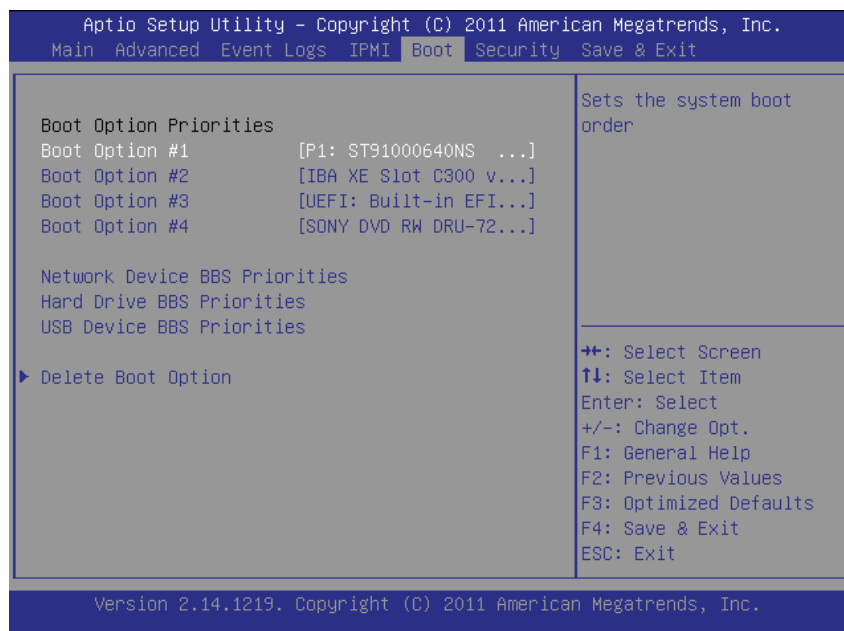 Aptio Setup Utility – Copyright (C) 2011 American Megatrends, Inc.
Main Advanced Event Logs IPMI Boot Security Save & Exit
Boot Option Priorities
Boot Option #1 [P1: ST91000640NS ...]
Boot Option #2 [IBA XE Slot C300 v...]
Boot Option #3 [UEFI: Built-in EFI...]
Boot Option #4 [SONY DVD RW DRU-72...]
Network Device BBS Priorities
Hard Drive BBS Priorities
USB Device BBS Priorities
Delete Boot Option
Sets the system boot
order
→←: Select Screen
↑↓: Select Item
Enter: Select
+/-: Change Opt.
F1: General Help
F2: Previous Values
F3: Optimized Defaults
F4: Save & Exit
ESC: Exit
Version 2.14.1219. Copyright (C) 2011 American Megatrends, Inc.